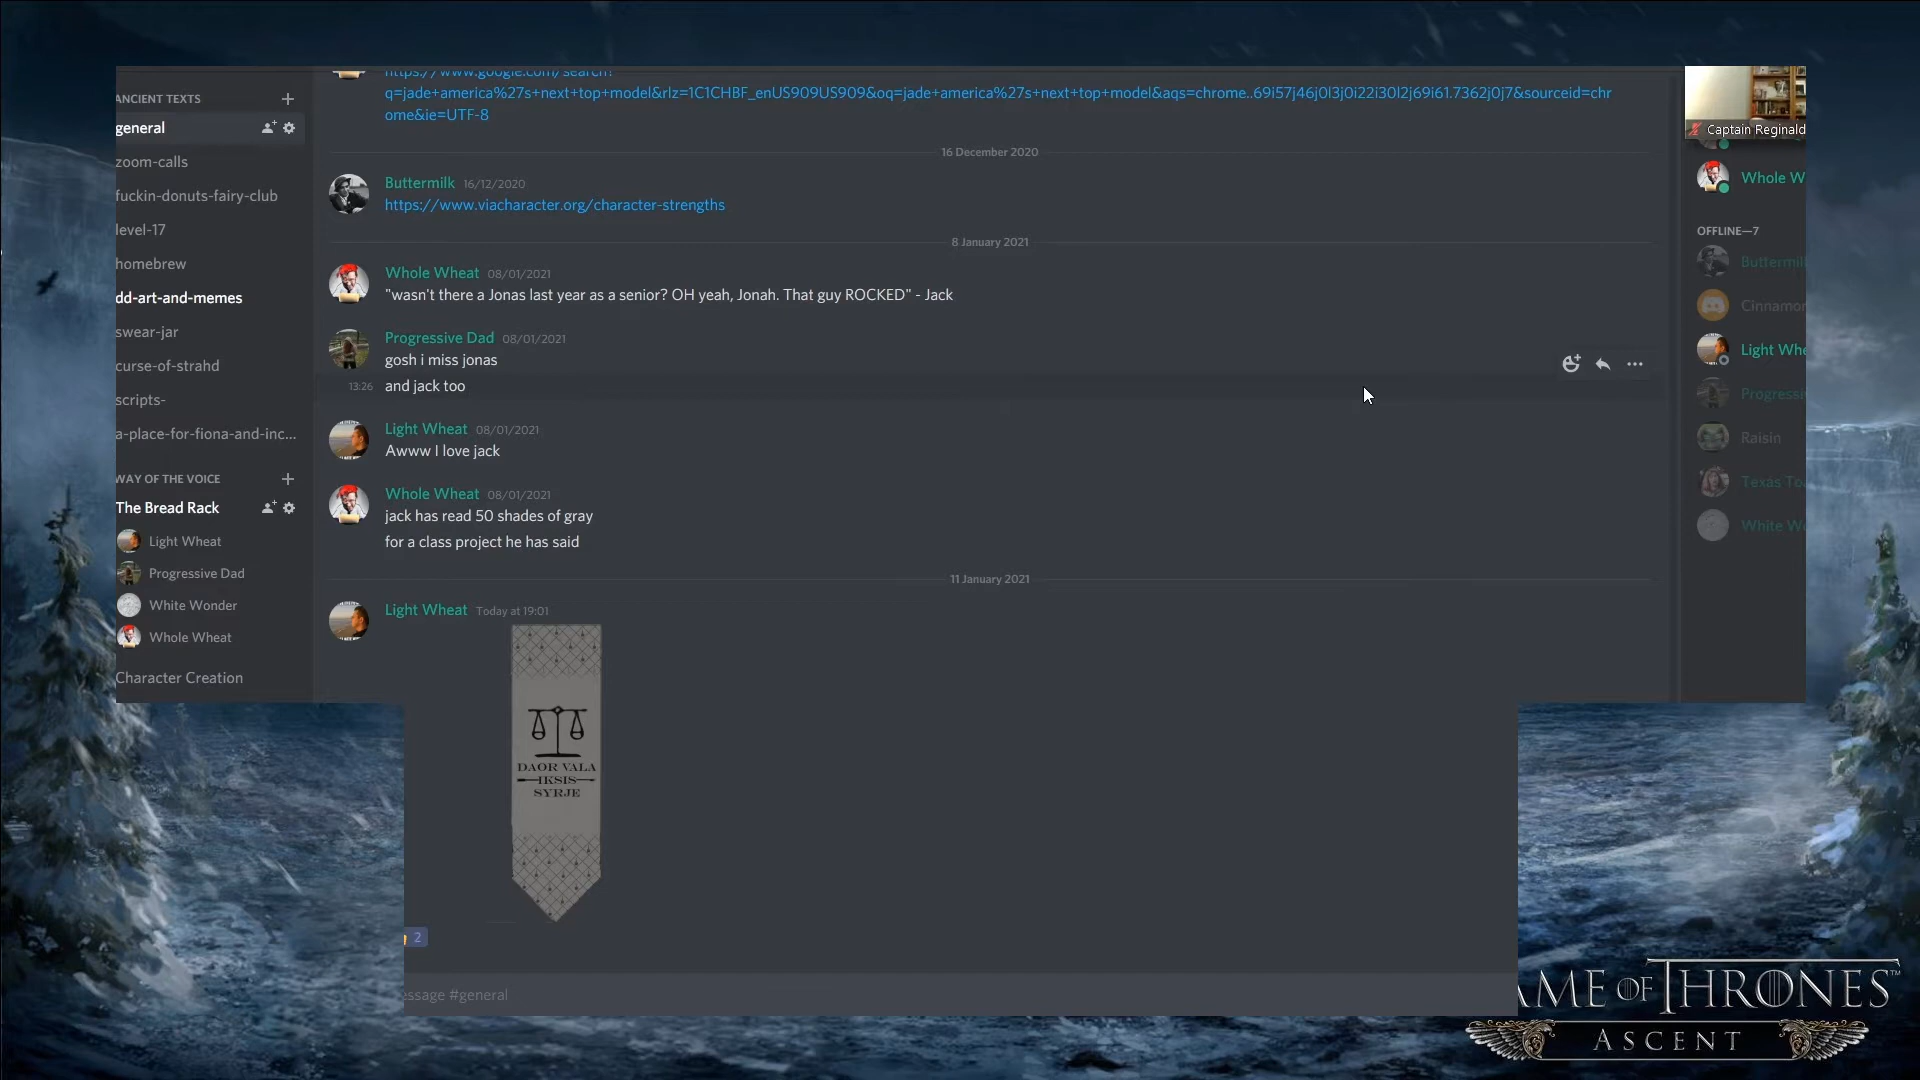 ANCIENT TEXTS
general
zoom-calls
fuckin-donuts-fairy-club
level-17
homebrew
dd-art-and-memes
swear-jar
curse-of-strahd
scripts-
a-place-for-fiona-and-inc...
WAY OF THE VOICE
The Bread Rack
Light Wheat
Progressive Dad
White Wonder
Whole Wheat
Character Creation
https://www.google.com/search?
q=jade+america%27s+next+top+model&rlz=1C1CHBF_enUS909US909&oq=jade+america%27s+next+top+model&aqs=chrome..69i57j46j0l3j0i22i30l2j69i61.7362j0j7&sourceid=chr
ome&ie=UTF-8
16 December 2020
Buttermilk 16/12/2020
https://www.viacharacter.org/character-strengths
8 January 2021
Whole Wheat 08/01/2021
"wasn't there a Jonas last year as a senior? OH yeah, Jonah. That guy ROCKED" - Jack
Progressive Dad 08/01/2021
gosh i miss jonas
13:26 and jack too
Light Wheat 08/01/2021
Awww I love jack
Whole Wheat 08/01/2021
jack has read 50 shades of gray
for a class project he has said
11 January 2021
Light Wheat Today at 19:01
DAOR VALA
IKSIS
SYRJE
2
essage #general
Captain Reginald
Whole W
OFFLINE—7
Buttermil
Cinnamon
Light Whe
Progressi
Raisin
Texas To
White Wo
AME OF THRONES™
ASCENT